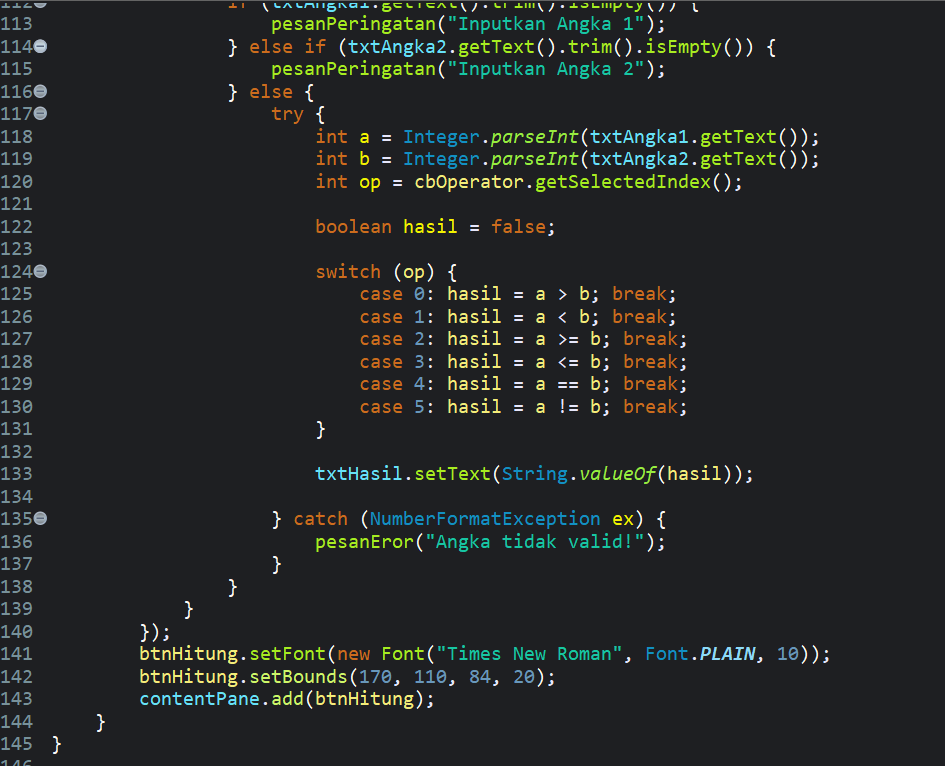 112 if (txtAngka1.getText().trim().isEmpty()) {
113 pesanPeringatan("Inputkan Angka 1");
114 } else if (txtAngka2.getText().trim().isEmpty()) {
115 pesanPeringatan("Inputkan Angka 2");
116 } else {
117 try {
118 int a = Integer.parseInt(txtAngka1.getText());
119 int b = Integer.parseInt(txtAngka2.getText());
120 int op = cbOperator.getSelectedIndex();
121
122 boolean hasil = false;
123
124 switch (op) {
125 case 0: hasil = a > b; break;
126 case 1: hasil = a < b; break;
127 case 2: hasil = a >= b; break;
128 case 3: hasil = a <= b; break;
129 case 4: hasil = a == b; break;
130 case 5: hasil = a != b; break;
131 }
132
133 txtHasil.setText(String.valueOf(hasil));
134
135 } catch (NumberFormatException ex) {
136 pesanEror("Angka tidak valid!");
137 }
138 }
139 }
140 });
141 btnHitung.setFont(new Font("Times New Roman", Font.PLAIN, 10));
142 btnHitung.setBounds(170, 110, 84, 20);
143 contentPane.add(btnHitung);
144 }
145 }
146